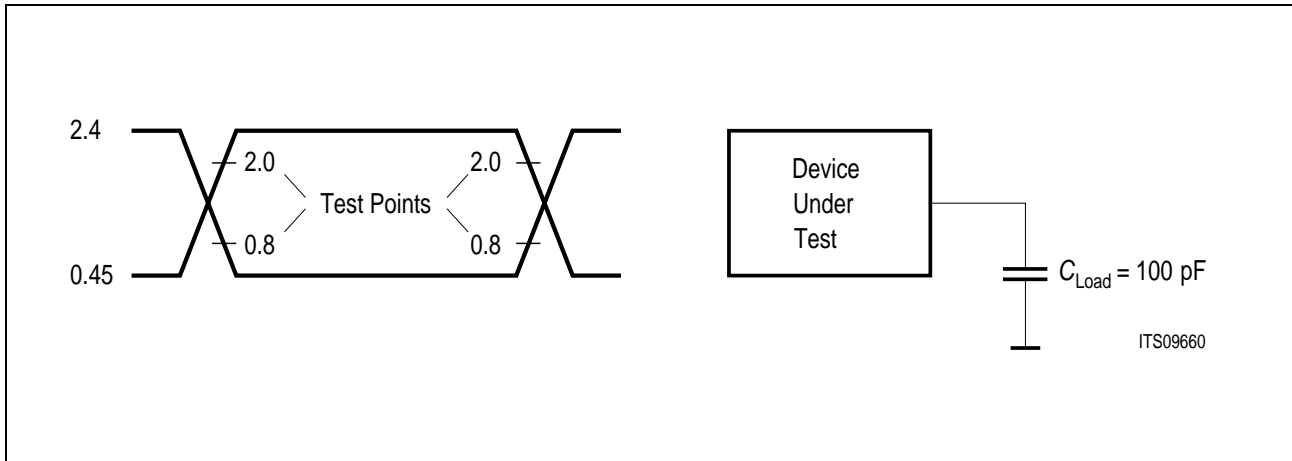 2.4
2.0
2.0
Test Points
0.8
0.8
0.45
Device
Under
Test
C Load = 100 pF
ITS09660